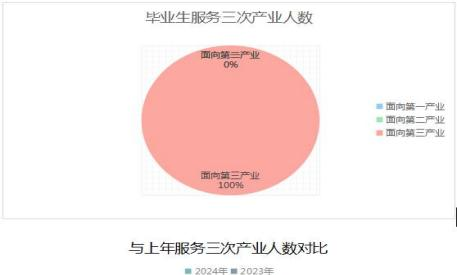 毕业生服务三次产业人数
面向第二产业
0%
面向第三产业
100%
面向第一产业
面向第二产业
面向第三产业
与上年服务三次产业人数对比
2024年 2023年